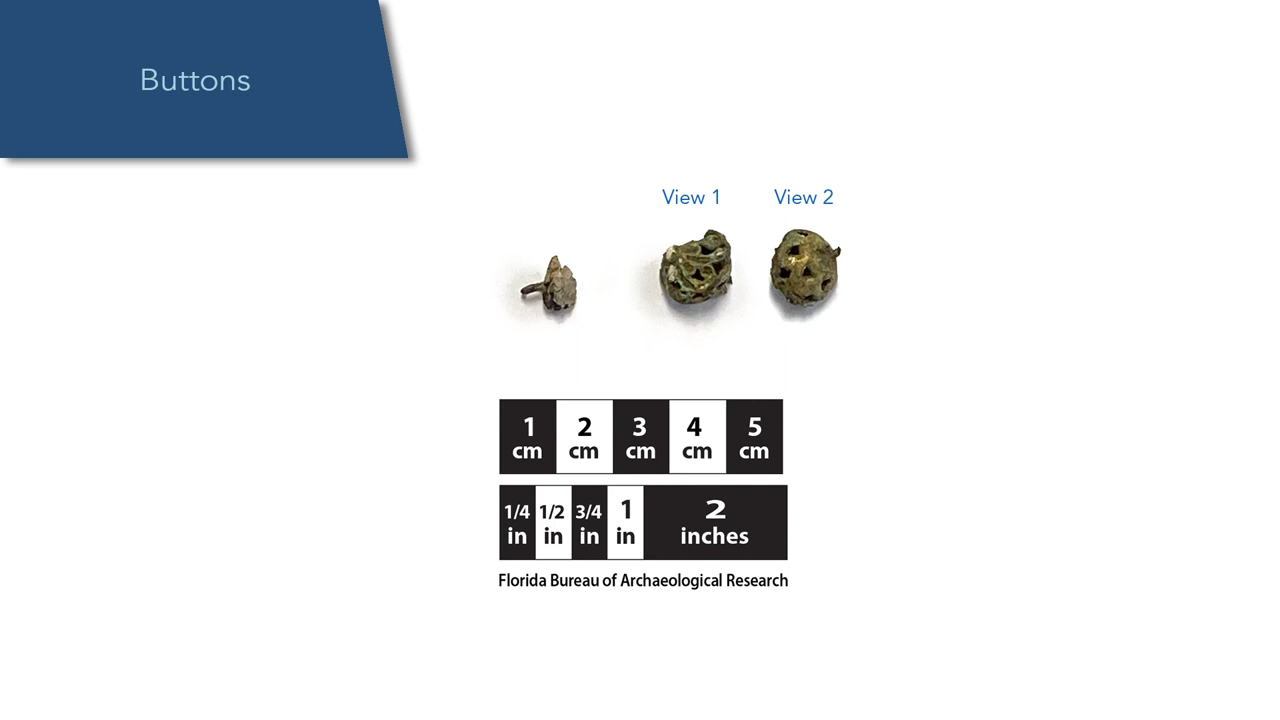 Buttons
View 1 View 2
1 2 3 4 5
cm cm cm cm cm
1/4 1/2 3/4 1 2
in in in in inches
Florida Bureau of Archaeological Research